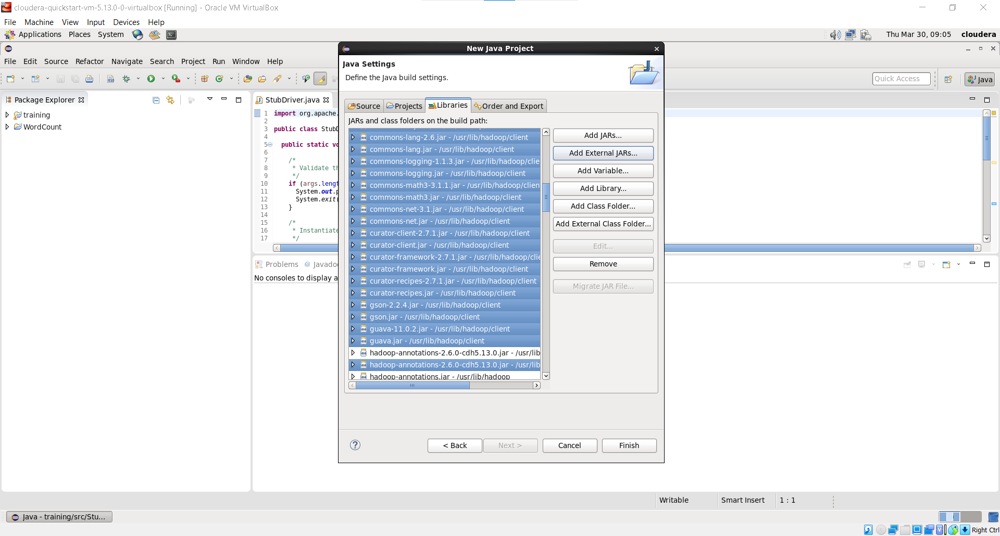 cloudera-quickstart-vm-5.13.0-0-virtualbox [Running] - Oracle VM VirtualBox
File Machine View Input Devices Help
Applications Places System
Thu Mar 30, 09:05 cloudera
New Java Project
File Edit Source Refactor Navigate Search Project Run Window Help
Java Settings
Define the Java build settings.
Quick Access
Java
Package Explorer
training
WordCount
StubDriver.java
1 import org.apache.
2
3 public class StubD
4
5 public static vo
6
7 /*
8 * Validate th
9 */
10 if (args.lengt
11 System.out.p
12 System.exit(
13 }
14
15 /*
16 * Instantiate
17 */
Problems @ Javado
No consoles to display a
Source Projects Libraries Order and Export
JARs and class folders on the build path:
commons-lang-2.6.jar - /usr/lib/hadoop/client
commons-lang.jar - /usr/lib/hadoop/client
commons-logging-1.1.3.jar - /usr/lib/hadoop/clie
commons-logging.jar - /usr/lib/hadoop/client
commons-math3-3.1.1.jar - /usr/lib/hadoop/clien
commons-math3.jar - /usr/lib/hadoop/client
commons-net-3.1.jar - /usr/lib/hadoop/client
commons-net.jar - /usr/lib/hadoop/client
curator-client-2.7.1.jar - /usr/lib/hadoop/client
curator-client.jar - /usr/lib/hadoop/client
curator-framework-2.7.1.jar - /usr/lib/hadoop/clie
curator-framework.jar - /usr/lib/hadoop/client
curator-recipes-2.7.1.jar - /usr/lib/hadoop/client
curator-recipes.jar - /usr/lib/hadoop/client
gson-2.2.4.jar - /usr/lib/hadoop/client
gson.jar - /usr/lib/hadoop/client
guava-11.0.2.jar - /usr/lib/hadoop/client
guava.jar - /usr/lib/hadoop/client
hadoop-annotations-2.6.0-cdh5.13.0.jar - /usr/lib
hadoop-annotations-2.6.0-cdh5.13.0.jar - /usr/lib
hadoop-annotations.jar - /usr/lib/hadoop
Add JARs...
Add External JARs...
Add Variable...
Add Library...
Add Class Folder...
Add External Class Folder...
Edit...
Remove
Migrate JAR File...
< Back Next > Cancel Finish
Writable Smart Insert 1 : 1
Java - training/src/Stu...
Right Ctrl